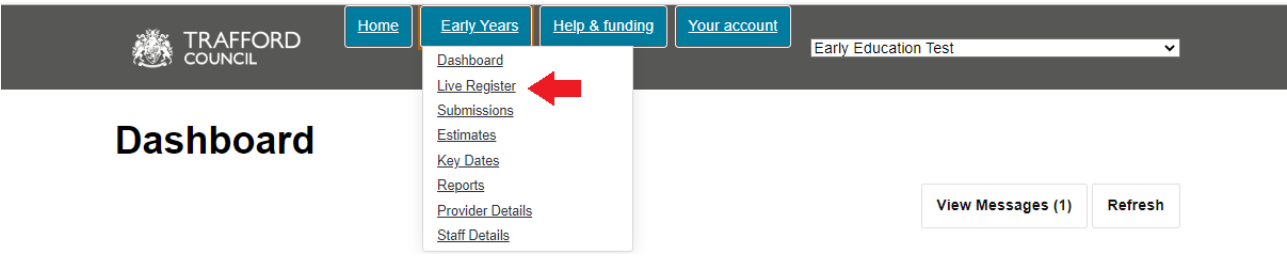 TRAFFORD
COUNCIL
Home
Early Years
Help & funding
Your account
Early Education Test
Dashboard
Live Register
Submissions
Estimates
Key Dates
Reports
Provider Details
Staff Details
Dashboard
View Messages (1)
Refresh